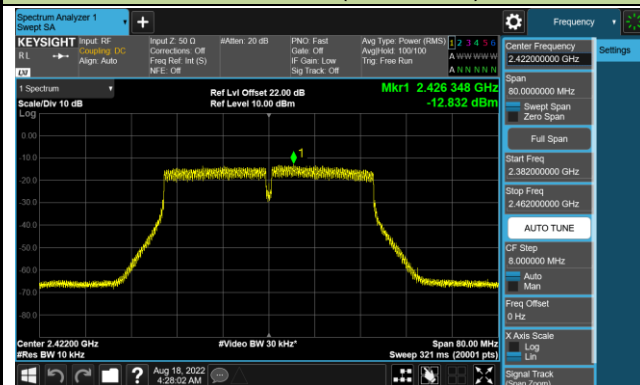 Spectrum Analyzer 1
Swept SA
Frequency
KEYSIGHT
RL
LXI
Input: RF
Coupling: DC
Align: Auto
Input Z: 50 Ω
Corrections: Off
Freq Ref: Int (S)
NFE: Off
#Atten: 20 dB
PNO: Fast
Gate: Off
IF Gain: Low
Sig Track: Off
Avg Type: Power (RMS)
Avg|Hold: 100/100
Trig: Free Run
1 2 3 4 5 6
A W W W W W
A N N N N N
1 Spectrum
Scale/Div 10 dB
Log
Ref Lvl Offset 22.00 dB
Ref Level 10.00 dBm
Mkr1 2.426 348 GHz
-12.832 dBm
1
0.00
-10.0
-20.0
-30.0
-40.0
-50.0
-60.0
-70.0
-80.0
Center 2.42200 GHz
#Res BW 10 kHz
#Video BW 30 kHz*
Span 80.00 MHz
Sweep 321 ms (20001 pts)
Aug 18, 2022
4:28:02 AM
Center Frequency
2.422000000 GHz
Settings
Span
80.0000000 MHz
Swept Span
Zero Span
Full Span
Start Freq
2.382000000 GHz
Stop Freq
2.462000000 GHz
AUTO TUNE
CF Step
8.000000 MHz
Auto
Man
Freq Offset
0 Hz
X Axis Scale
Log
Lin
Signal Track
(Span Zoom)